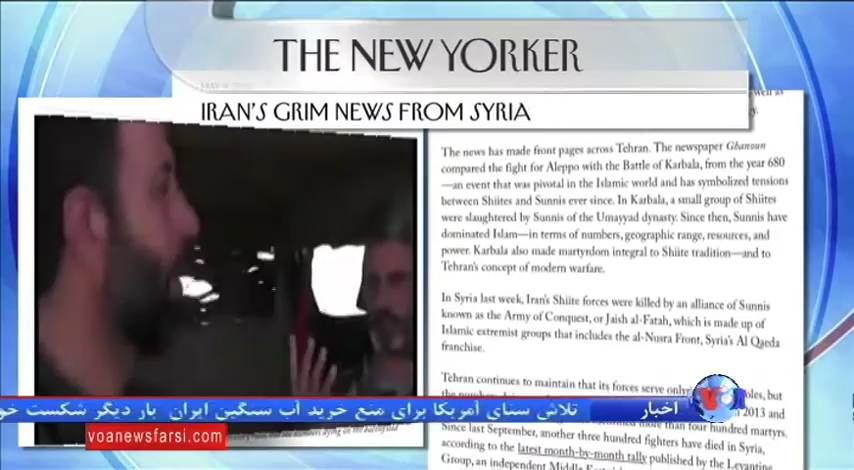 THE NEW YORKER
IRAN'S GRIM NEWS FROM SYRIA
well as
The news has made front pages across Tehran. The newspaper Ghanoun
compared the fight for Aleppo with the Battle of Karbala, from the year 680
—an event that was pivotal in the Islamic world and has symbolized tensions
between Shiites and Sunnis ever since. In Karbala, a small group of Shiites
were slaughtered by Sunnis of the Umayyad dynasty. Since then, Sunnis have
dominated Islam—in terms of numbers, geographic range, resources, and
power. Karbala also made martyrdom integral to Shiite tradition—and to
Tehran's concept of modern warfare.
In Syria last week, Iran's Shiite forces were killed by an alliance of Sunnis
known as the Army of Conquest, or Jaish al-Fatah, which is made up of
Islamic extremist groups that includes the al-Nusra Front, Syria's Al Qaeda
franchise.
Tehran continues to maintain that its forces serve only oles, but
2013 and
more than four hundred martyrs.
Since last September, another three hundred fighters have died in Syria,
according to the latest month-by-month tally published by the Levantine
Group, an independent Middle
اخبار
تلاش سنای آمریکا برای منع خرید آب سنگین ایران بار دیگر شکست خو
VOA
voanewsfarsi.com